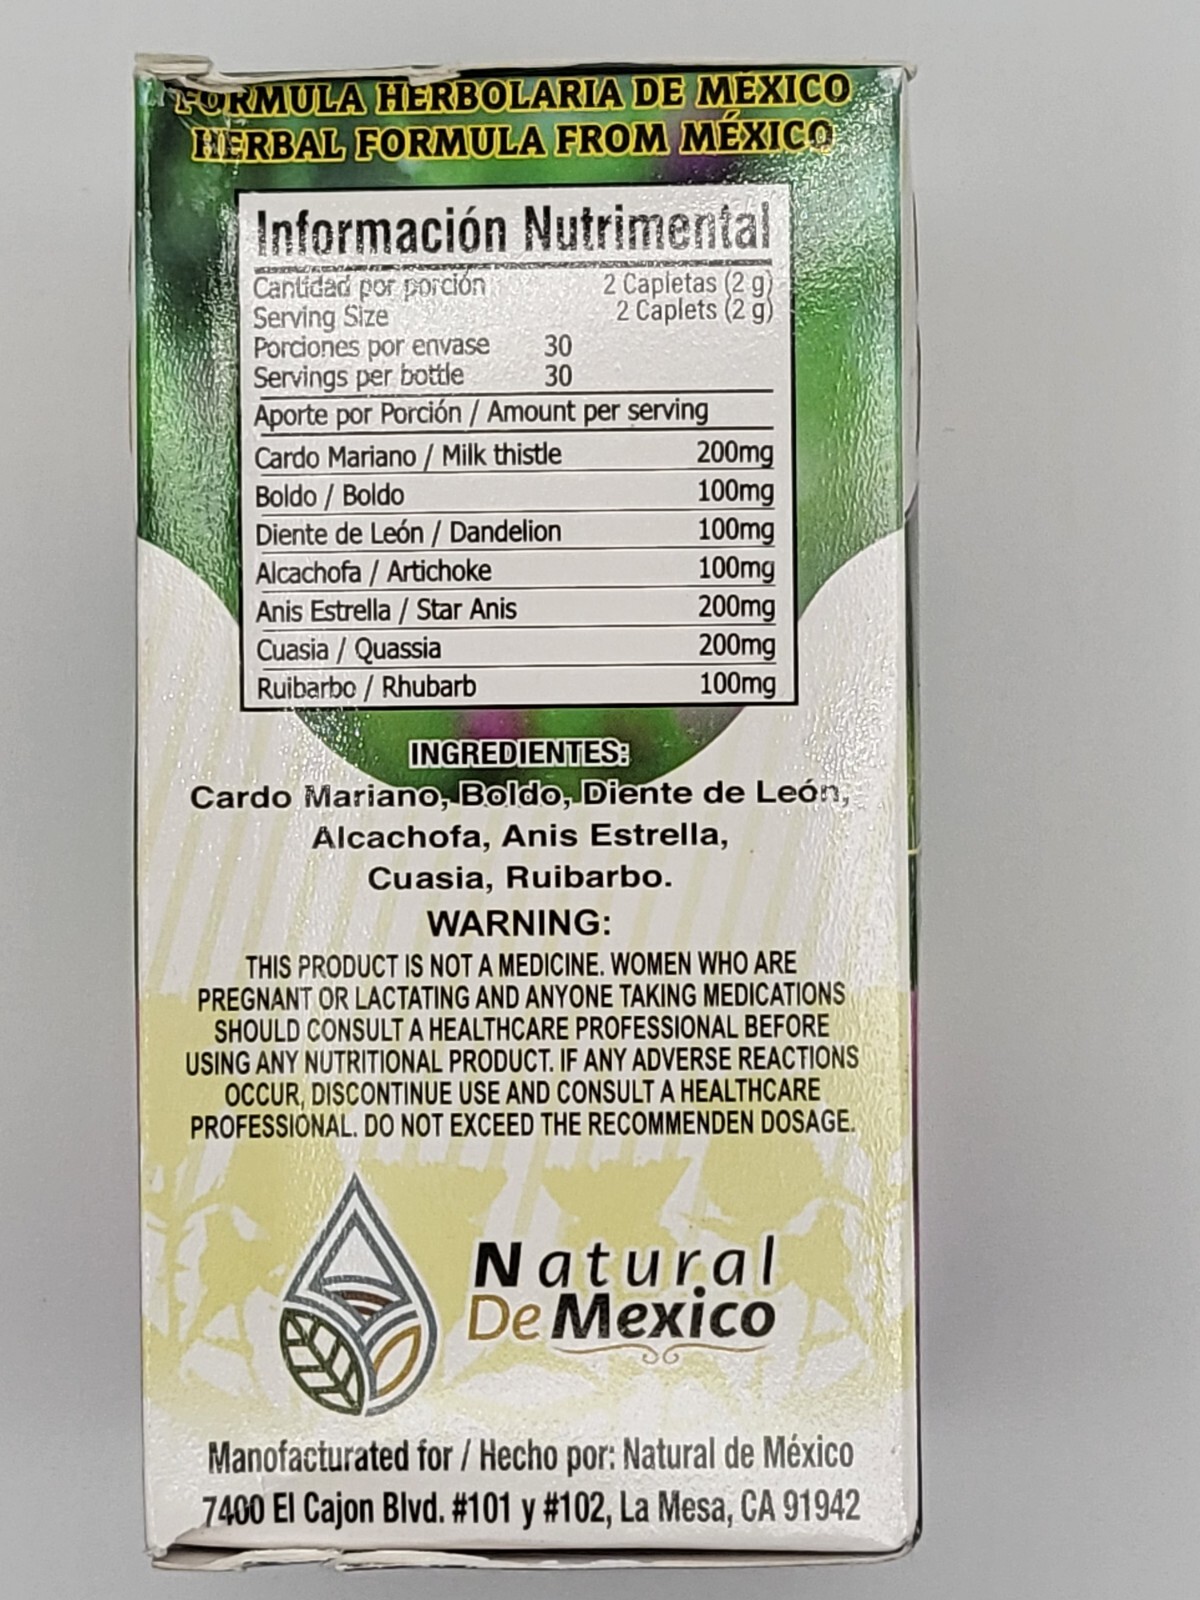 FORMULA HERBOLARIA DE MÉXICO
HERBAL FORMULA FROM MÉXICO
Información Nutrimental
Cantidad por porción 2 Capletas (2 g)
Serving Size 2 Caplets (2 g)
Porciones por envase 30
Servings per bottle 30
Aporte por Porción / Amount per serving
Cardo Mariano / Milk thistle 200mg
Boldo / Boldo 100mg
Diente de León / Dandelion 100mg
Alcachofa / Artichoke 100mg
Anis Estrella / Star Anis 200mg
Cuasia / Quassia 200mg
Ruibarbo / Rhubarb 100mg
INGREDIENTES:
Cardo Mariano, Boldo, Diente de León,
Alcachofa, Anis Estrella,
Cuasia, Ruibarbo.
WARNING:
THIS PRODUCT IS NOT A MEDICINE. WOMEN WHO ARE
PREGNANT OR LACTATING AND ANYONE TAKING MEDICATIONS
SHOULD CONSULT A HEALTHCARE PROFESSIONAL BEFORE
USING ANY NUTRITIONAL PRODUCT. IF ANY ADVERSE REACTIONS
OCCUR, DISCONTINUE USE AND CONSULT A HEALTHCARE
PROFESSIONAL. DO NOT EXCEED THE RECOMMENDEN DOSAGE.
Natural
De Mexico
Manofacturated for / Hecho por: Natural de México
7400 El Cajon Blvd. #101 y #102, La Mesa, CA 91942